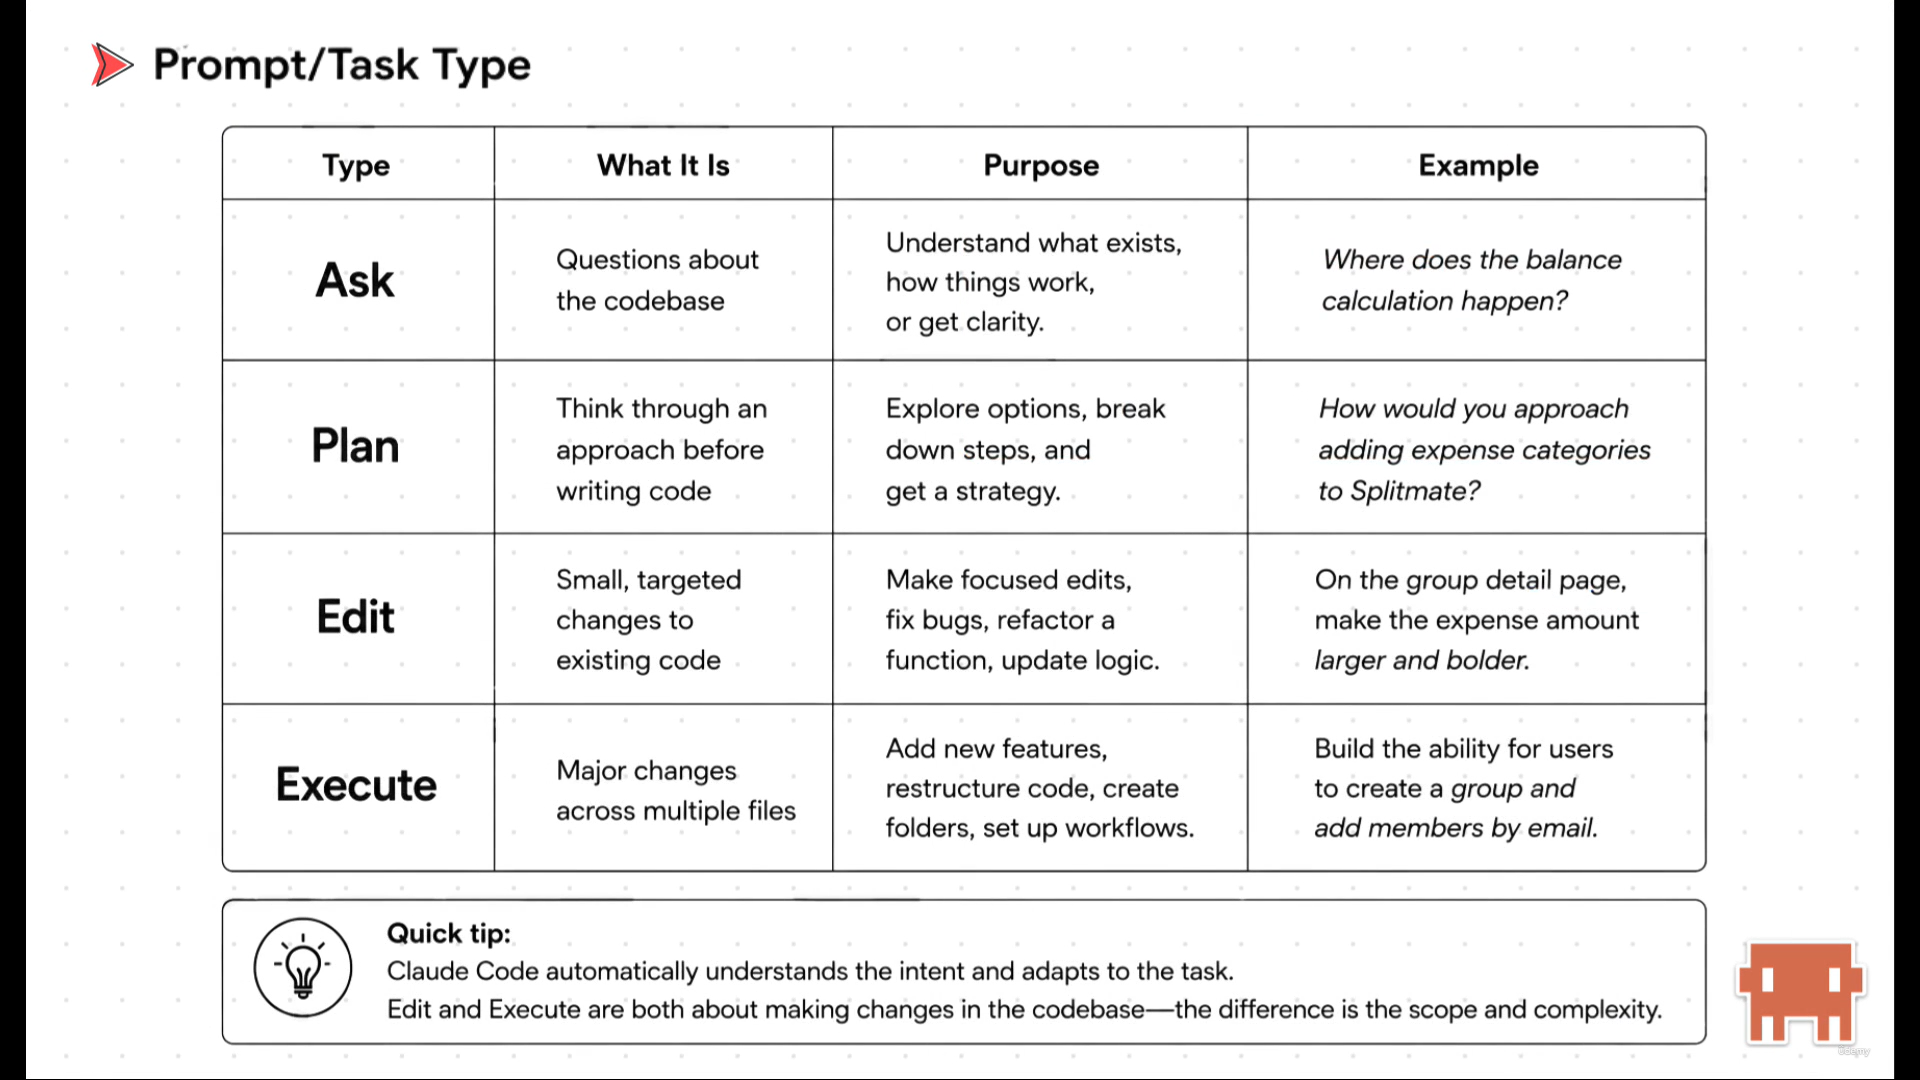 Prompt/Task Type
Type
What It Is
Purpose
Example
Ask
Questions about
the codebase
Understand what exists,
how things work,
or get clarity.
Where does the balance
calculation happen?
Plan
Think through an
approach before
writing code
Explore options, break
down steps, and
get a strategy.
How would you approach
adding expense categories
to Splitmate?
Edit
Small, targeted
changes to
existing code
Make focused edits,
fix bugs, refactor a
function, update logic.
On the group detail page,
make the expense amount
larger and bolder.
Execute
Major changes
across multiple files
Add new features,
restructure code, create
folders, set up workflows.
Build the ability for users
to create a group and
add members by email.
Quick tip:
Claude Code automatically understands the intent and adapts to the task.
Edit and Execute are both about making changes in the codebase—the difference is the scope and complexity.
Udemy